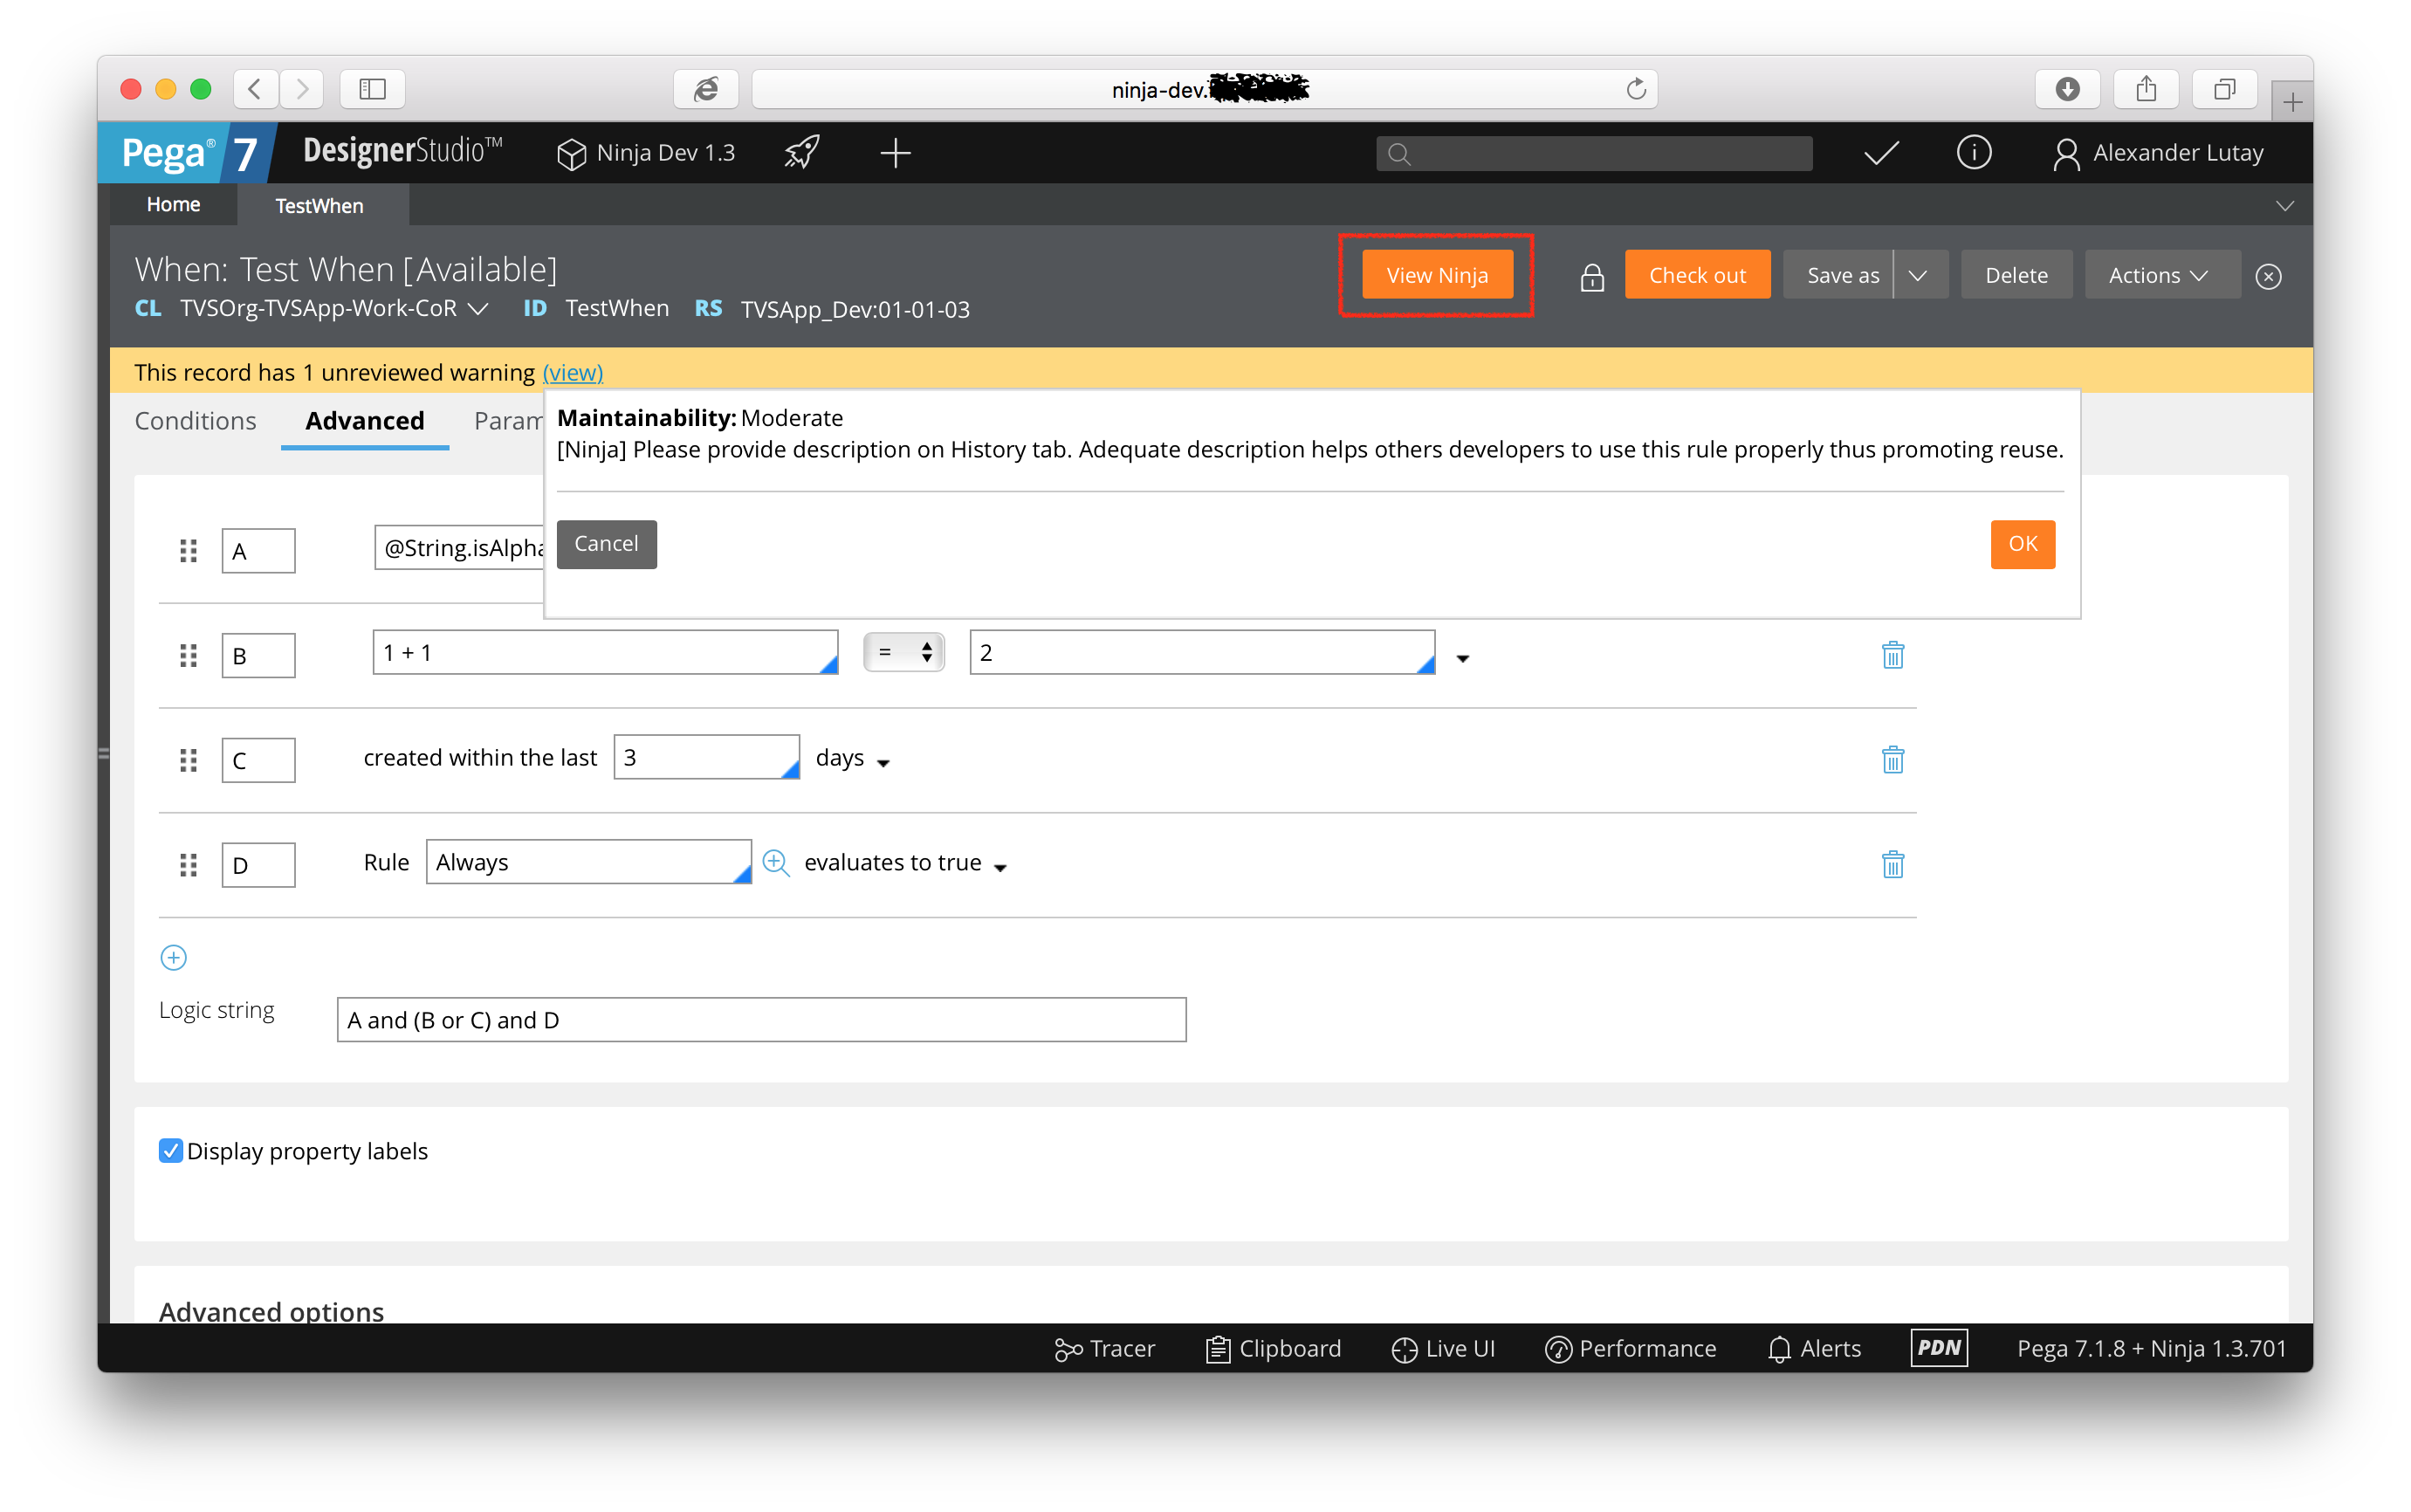 ninja-dev.
Pega® 7 DesignerStudio™ Ninja Dev 1.3 Alexander Lutay
Home TestWhen
When: Test When [Available] View Ninja Check out Save as Delete Actions
CL TVSOrg-TVSApp-Work-CoR ID TestWhen RS TVSApp_Dev:01-01-03
This record has 1 unreviewed warning (view)
Conditions Advanced Param
Maintainability: Moderate
[Ninja] Please provide description on History tab. Adequate description helps others developers to use this rule properly thus promoting reuse.
Cancel OK
A @String.isAlpha
B 1 + 1 = 2
C created within the last 3 days
D Rule Always evaluates to true
Logic string A and (B or C) and D
Display property labels
Advanced options
Tracer Clipboard Live UI Performance Alerts PDN Pega 7.1.8 + Ninja 1.3.701